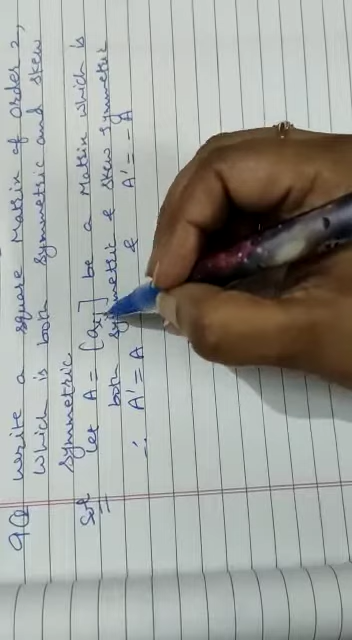 9Q write a square Matrix of order 2,
which is both symmetric and skew
symmetric
Sol let A = [aij] be a Matrix which is
both symmetric & skew symmetric
∴ A' = A & A' = -A